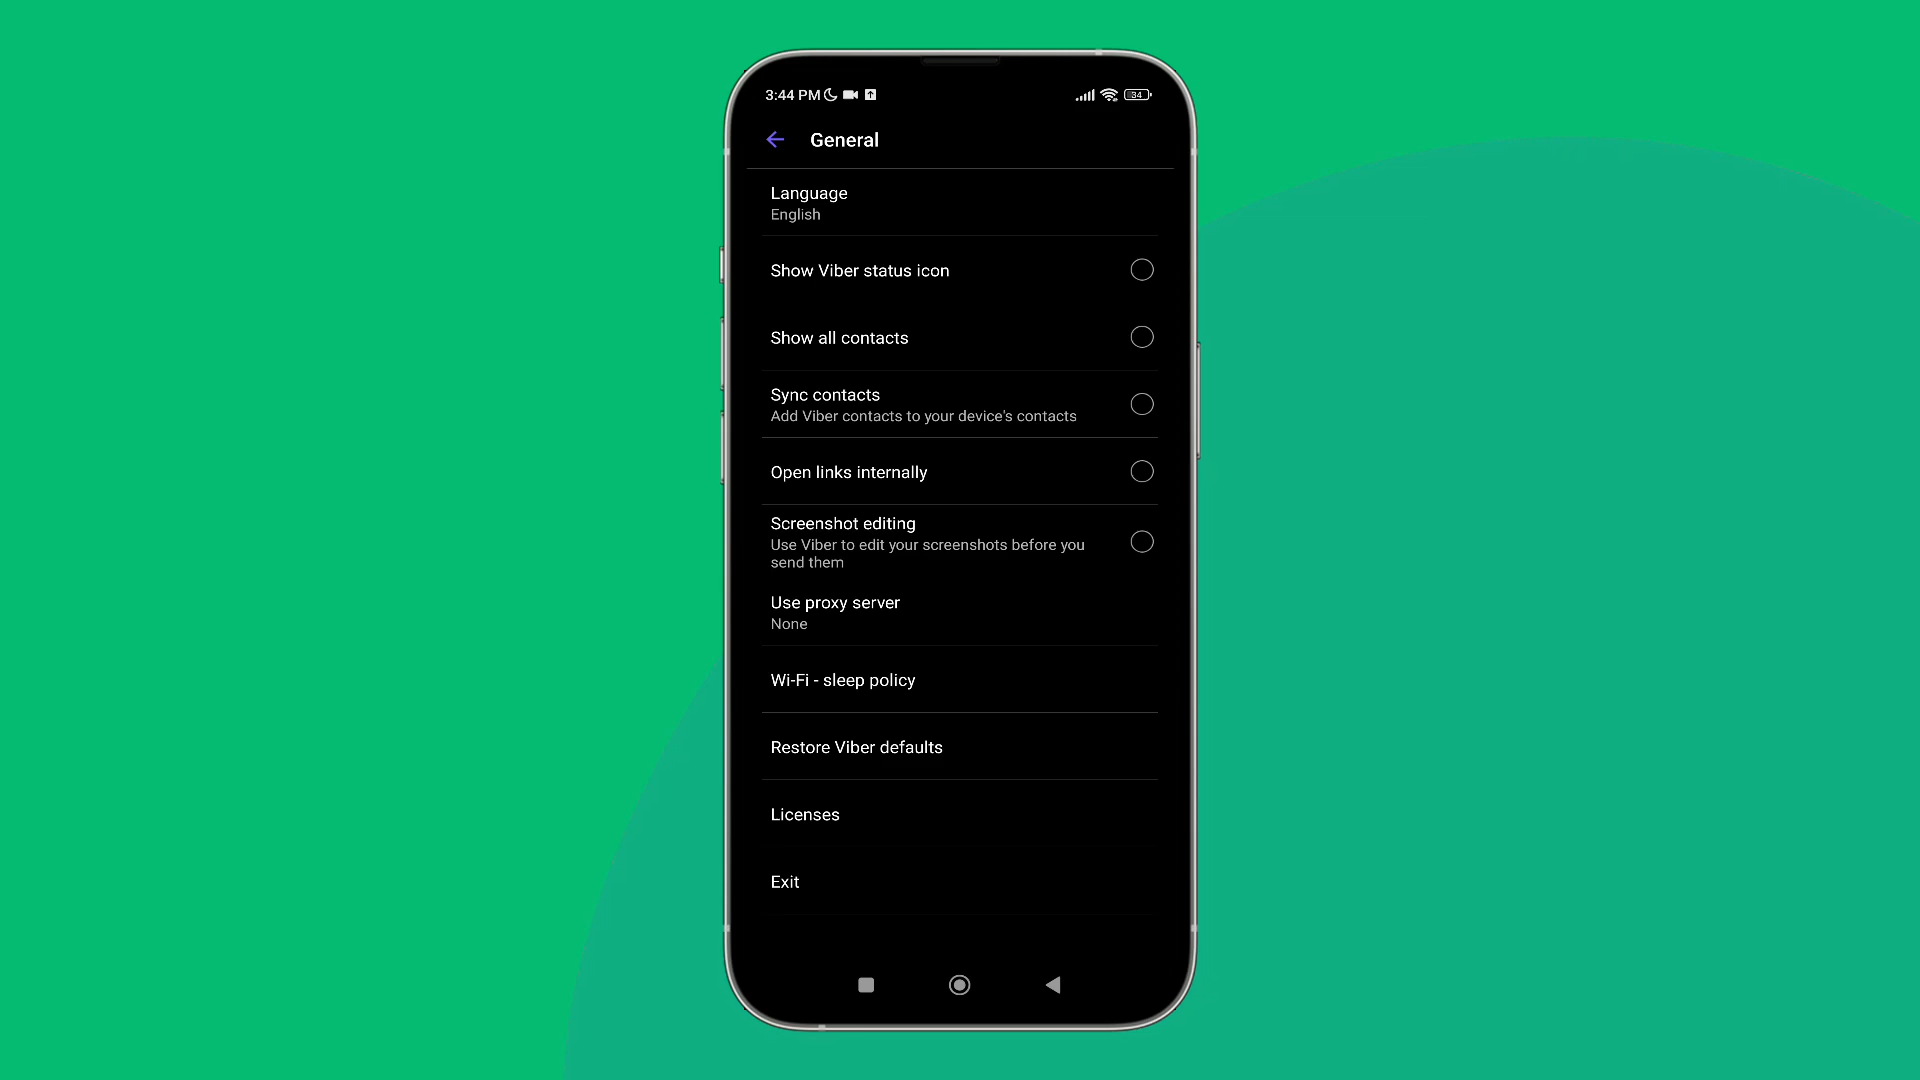 3:44 PM
34
General
Language
English
Show Viber status icon
Show all contacts
Sync contacts
Add Viber contacts to your device's contacts
Open links internally
Screenshot editing
Use Viber to edit your screenshots before you
send them
Use proxy server
None
Wi-Fi - sleep policy
Restore Viber defaults
Licenses
Exit